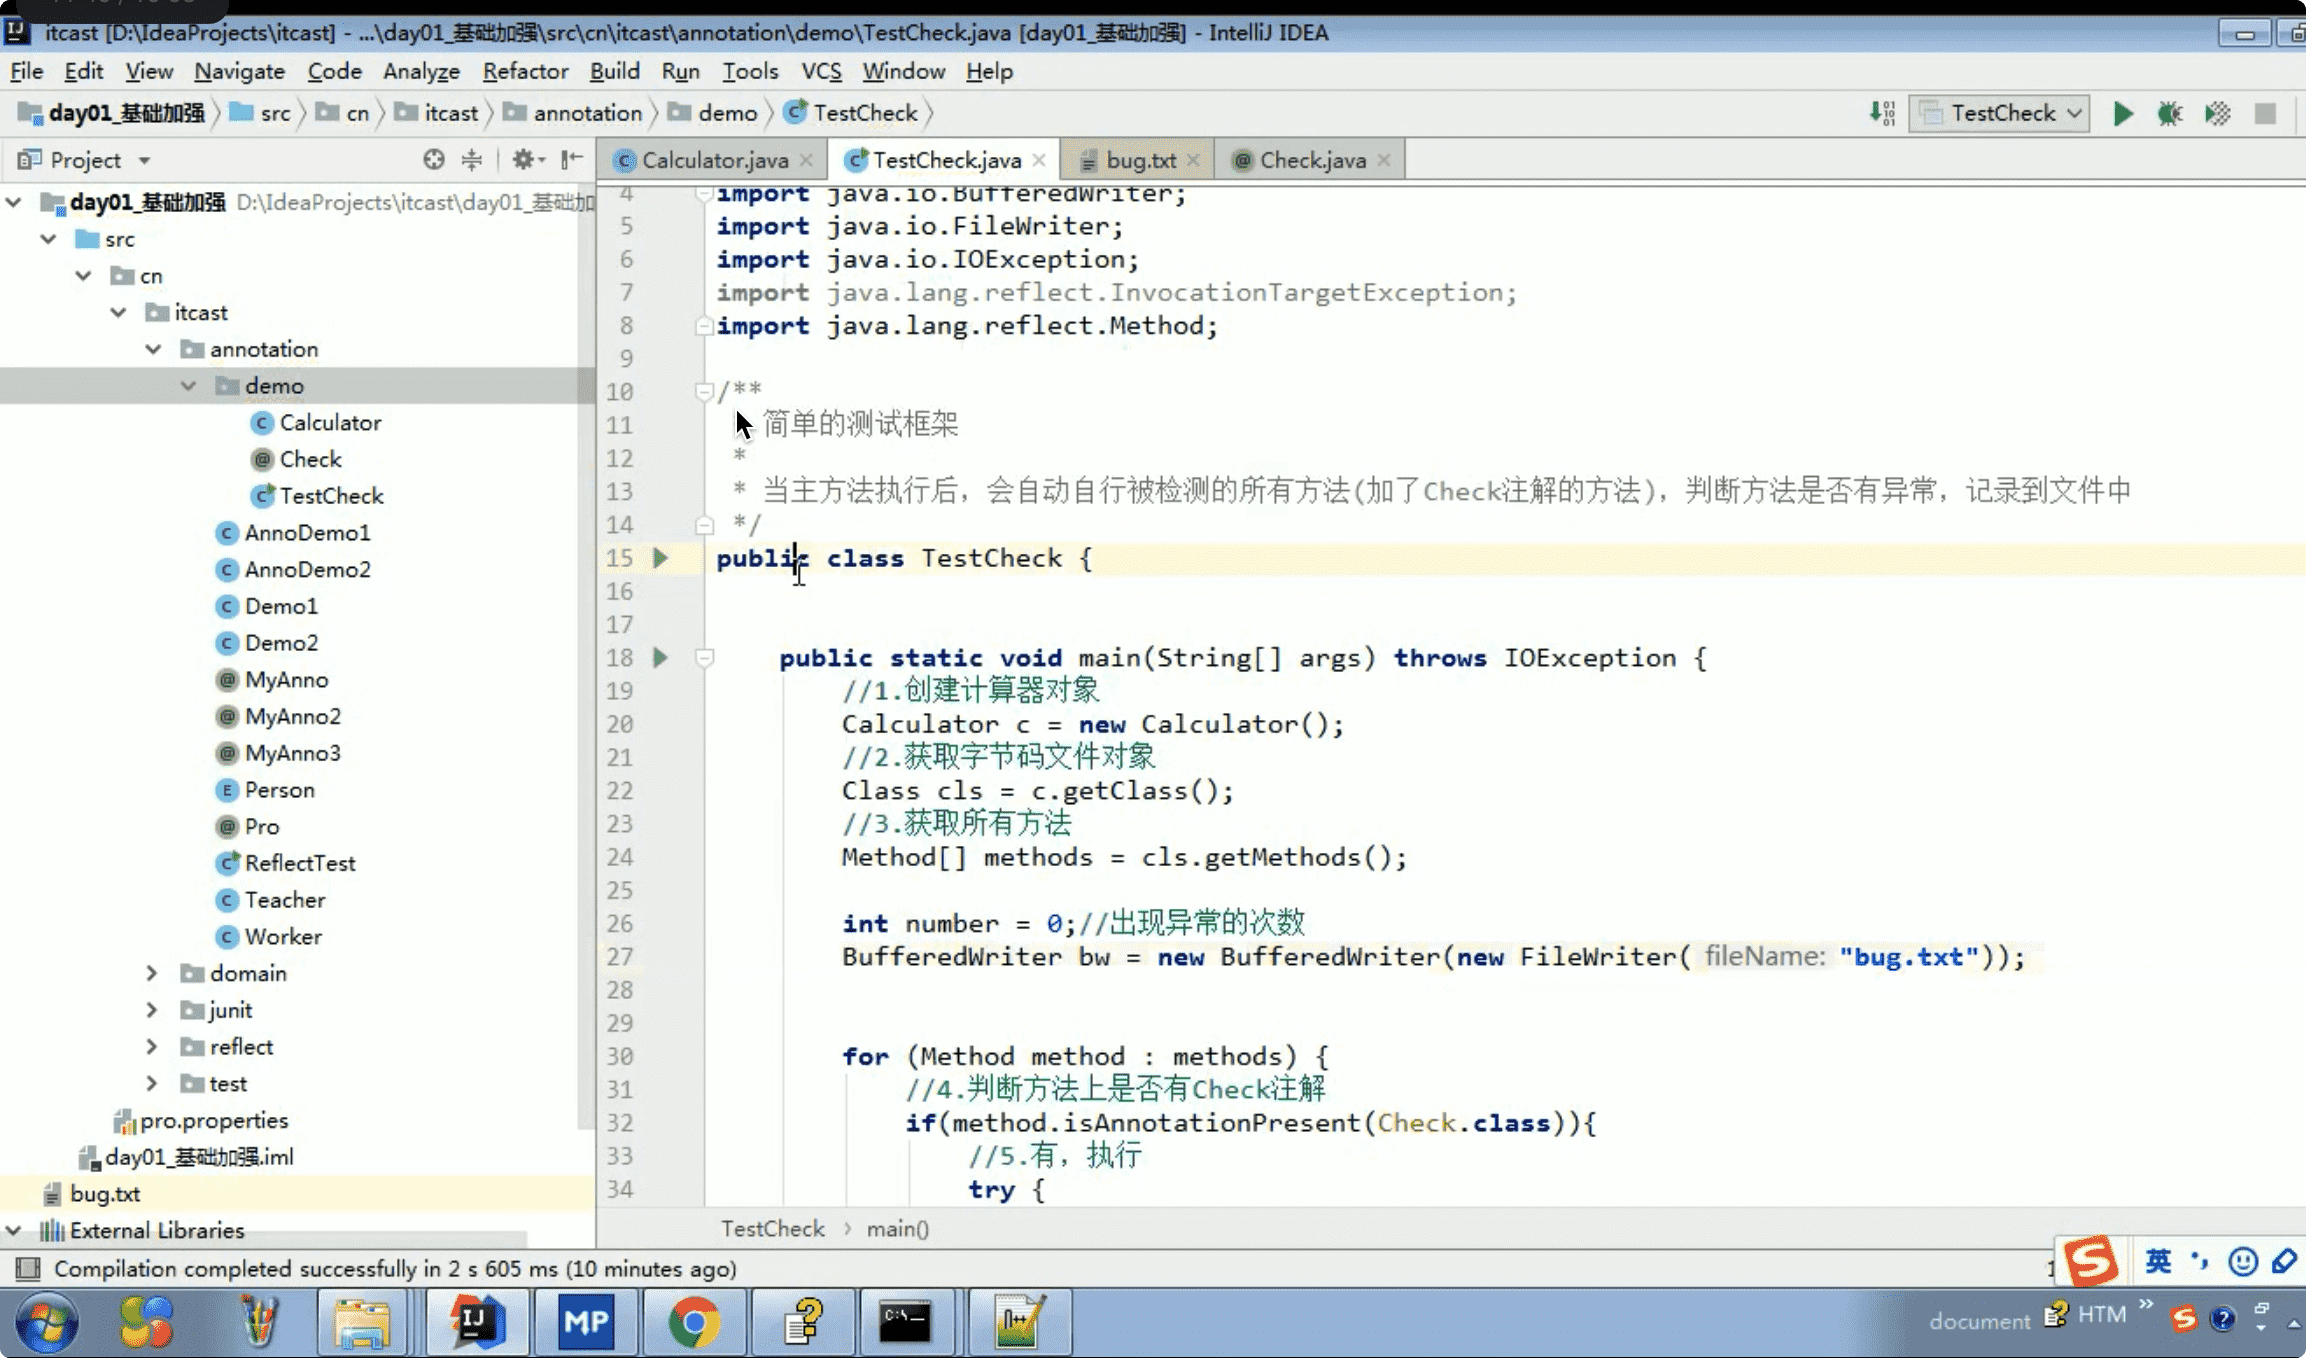 itcast [D:\IdeaProjects\itcast] - ...\day01_基础加强\src\cn\itcast\annotation\demo\TestCheck.java [day01_基础加强] - IntelliJ IDEA
File Edit View Navigate Code Analyze Refactor Build Run Tools VCS Window Help
day01_基础加强 src cn itcast annotation demo TestCheck
TestCheck
Project
Calculator.java TestCheck.java bug.txt Check.java
day01_基础加强 D:\IdeaProjects\itcast\day01_基础加
src
cn
itcast
annotation
demo
Calculator
Check
TestCheck
AnnoDemo1
AnnoDemo2
Demo1
Demo2
MyAnno
MyAnno2
MyAnno3
Person
Pro
ReflectTest
Teacher
Worker
domain
junit
reflect
test
pro.properties
day01_基础加强.iml
bug.txt
External Libraries
4 import java.io.BufferedWriter;
5 import java.io.FileWriter;
6 import java.io.IOException;
7 import java.lang.reflect.InvocationTargetException;
8 import java.lang.reflect.Method;
9
10 /**
11 简单的测试框架
12 *
13 * 当主方法执行后，会自动自行被检测的所有方法(加了Check注解的方法)，判断方法是否有异常，记录到文件中
14 */
15 public class TestCheck {
16
17
18 public static void main(String[] args) throws IOException {
19 //1.创建计算器对象
20 Calculator c = new Calculator();
21 //2.获取字节码文件对象
22 Class cls = c.getClass();
23 //3.获取所有方法
24 Method[] methods = cls.getMethods();
25
26 int number = 0;//出现异常的次数
27 BufferedWriter bw = new BufferedWriter(new FileWriter( fileName: "bug.txt"));
28
29
30 for (Method method : methods) {
31 //4.判断方法上是否有Check注解
32 if(method.isAnnotationPresent(Check.class)){
33 //5.有，执行
34 try {
TestCheck › main()
Compilation completed successfully in 2 s 605 ms (10 minutes ago)
英
MP
document HTM